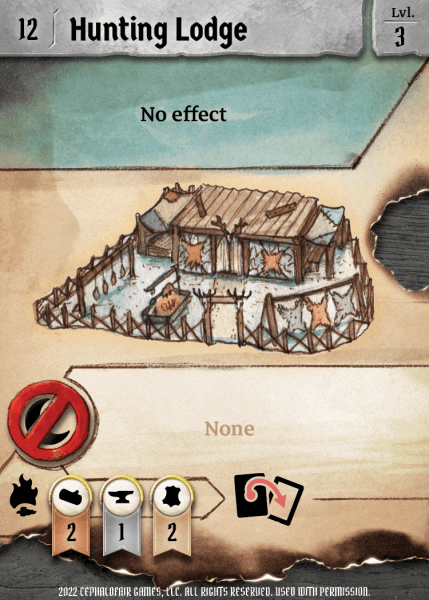 12 Hunting Lodge
Lvl.
3
No effect
None
2 1 2
2022 CEPHALOFAIR GAMES, LLC. ALL RIGHTS RESERVED. USED WITH PERMISSION.